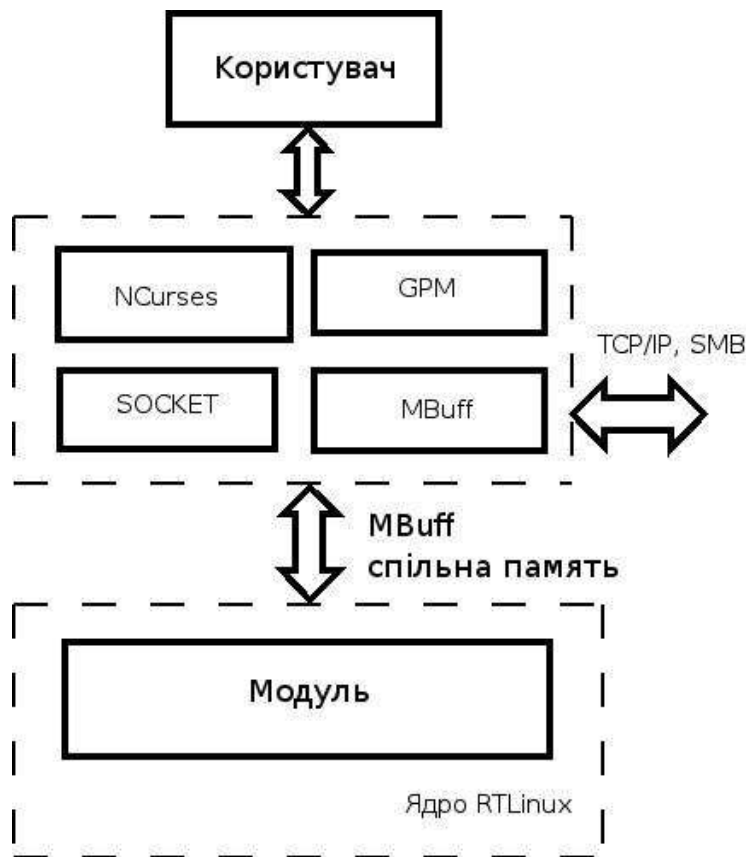 Користувач
NCurses
GPM
TCP/IP, SMB
SOCKET
MBuff
MBuff
спільна память
Модуль
Ядро RTLinux